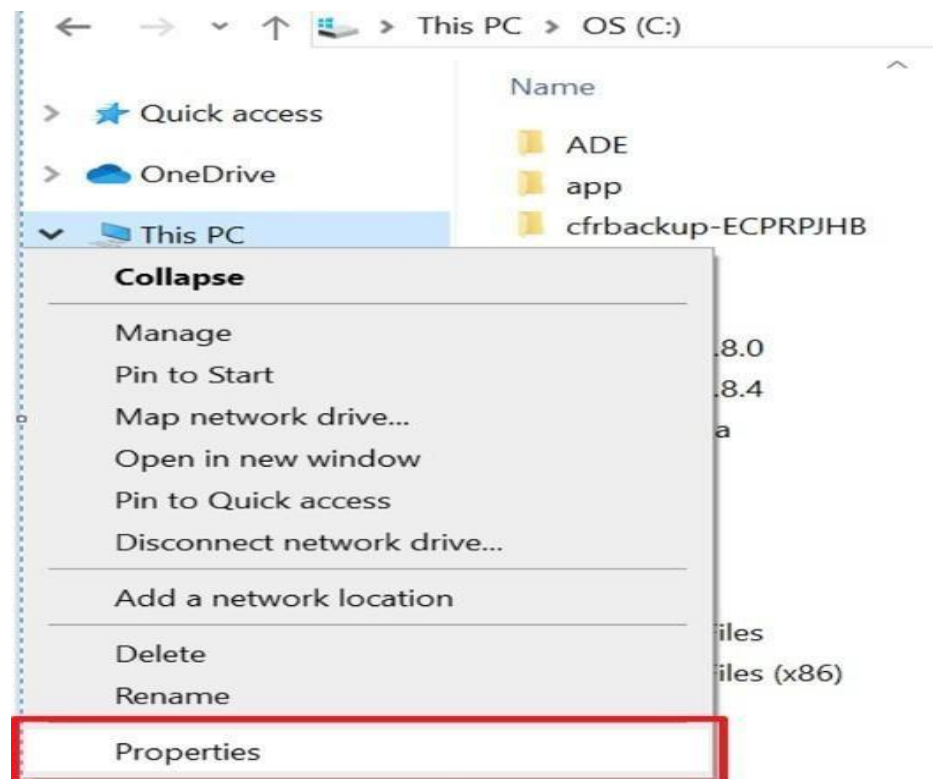 This PC > OS (C:)
Name
Quick access
ADE
OneDrive
app
This PC
cfrbackup-ECPRPJHB
Collapse
Manage
.8.0
Pin to Start
.8.4
Map network drive...
a
Open in new window
Pin to Quick access
Disconnect network drive...
Add a network location
iles
Delete
iles (x86)
Rename
Properties